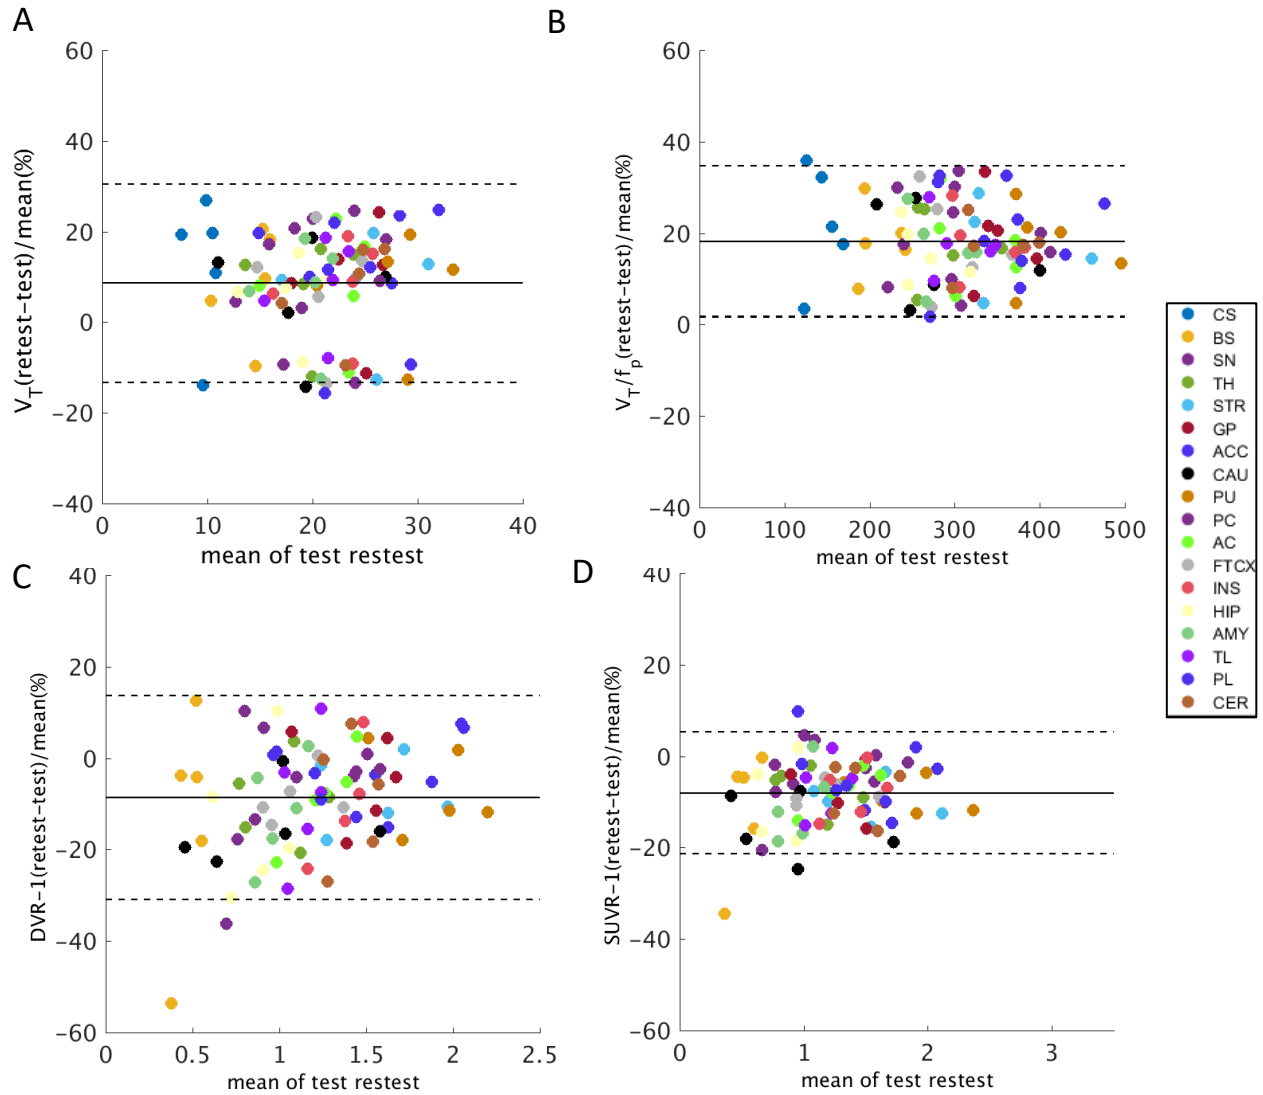 A
V_T(retest-test)/mean(%)
60
40
20
0
-20
-40
0 10 20 30 40
mean of test restest
B
V_T/f_p(retest-test)/mean(%)
60
40
20
0
-20
-40
0 100 200 300 400 500
mean of test restest
C
DVR-1(retest-test)/mean(%)
40
20
0
-20
-40
-60
0 0.5 1 1.5 2 2.5
mean of test restest
D
SUVR-1(retest-test)/mean(%)
40
20
0
-20
-40
-60
0 1 2 3
mean of test restest
CS
BS
SN
TH
STR
GP
ACC
CAU
PU
PC
AC
FTCX
INS
HIP
AMY
TL
PL
CER